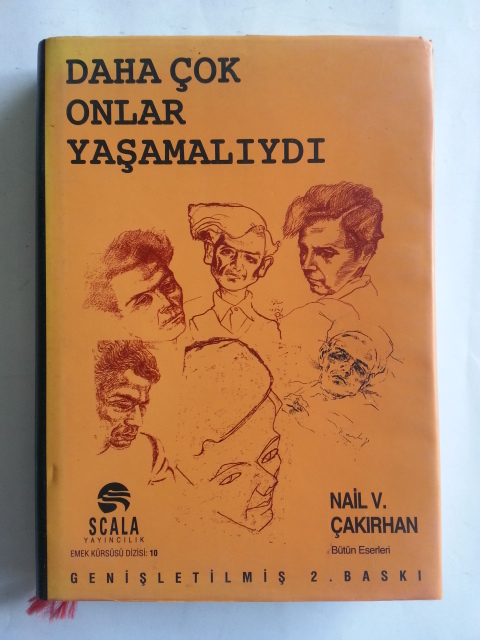 DAHA ÇOK
ONLAR
YAŞAMALIYDI
SCALA
YAYINCILIK
EMEK KÜRSÜSÜ DİZİSİ: 10
NAİL V.
ÇAKIRHAN
Bütün Eserleri
GENİŞLETİLMİŞ 2. BASKI